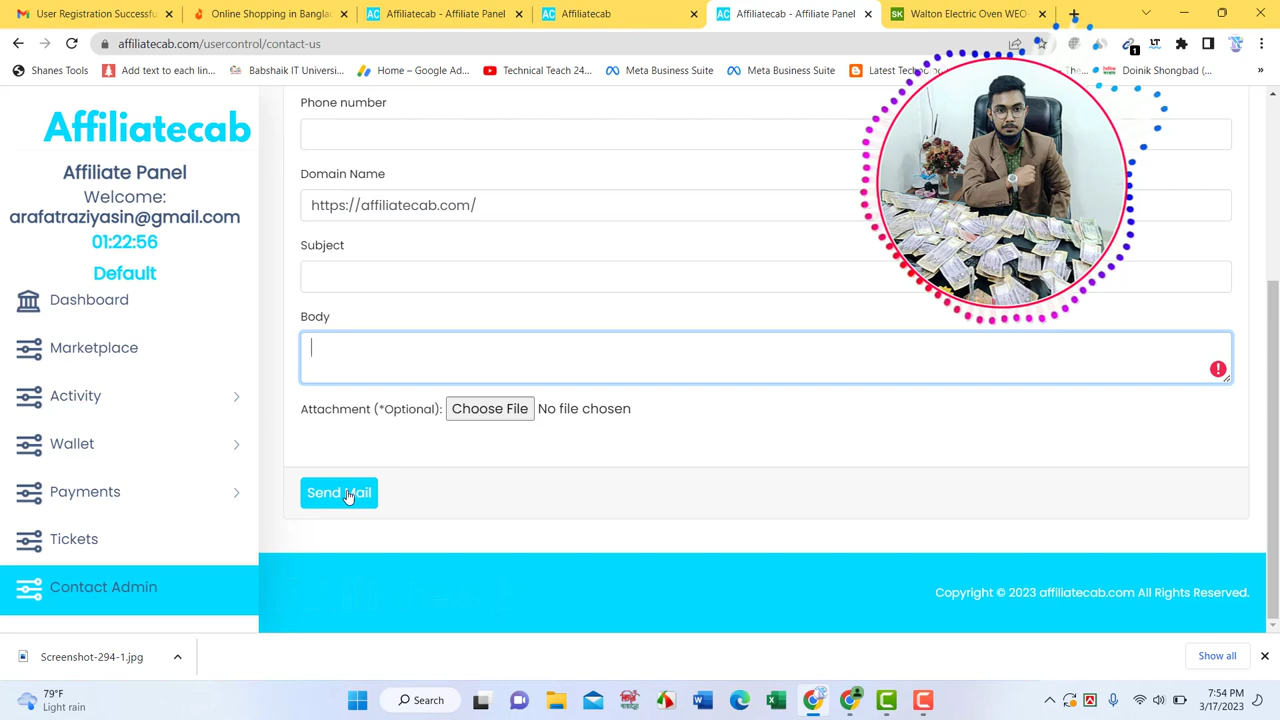 User Registration Successfu
Online Shopping in Banglad
Affiliatecab - Affiliate Panel
Affiliatecab
Affiliatecab - Affiliate Panel
Walton Electric Oven WEO-
affiliatecab.com/usercontrol/contact-us
Shanes Tools
Add text to each lin...
Babshaik IT Universi...
Home - Google Ad...
Technical Teach 24...
Meta Business Suite
Meta Business Suite
Doinik Shongbad (...
Affiliatecab
Affiliate Panel
Welcome:
arafatraziyasin@gmail.com
01:22:56
Default
Dashboard
Marketplace
Activity
Wallet
Payments
Tickets
Contact Admin
Phone number
Domain Name
https://affiliatecab.com/
Subject
Body
Attachment (*Optional): Choose File No file chosen
Send Mail
Copyright © 2023 affiliatecab.com All Rights Reserved.
Screenshot-294-1.jpg
Show all
79°F
Light rain
Search
7:54 PM
3/17/2023